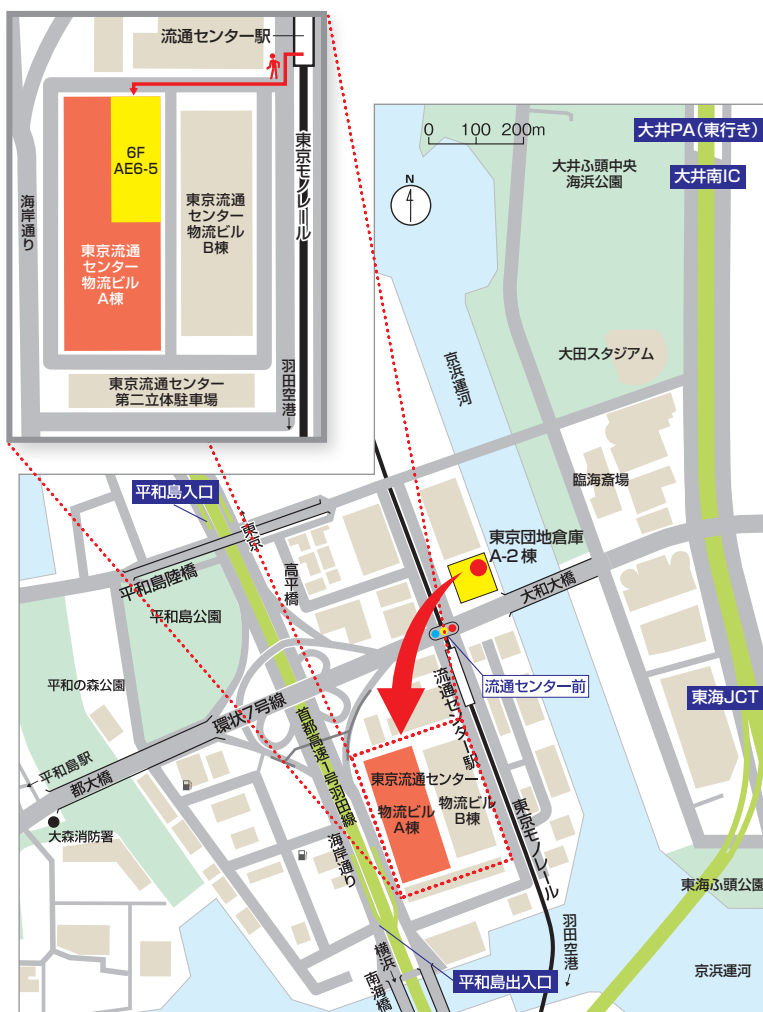 流通センター駅
6F
AE6-5
東京流通
センター
物流ビル
A棟
東京流通
センター
物流ビル
B棟
東京モノレール
海岸通り
東京流通センター
第二立体駐車場
羽田空港
0 100 200m
N
大井PA（東行き）
大井南IC
大井ふ頭中央
海浜公園
大田スタジアム
京浜運河
臨海斎場
平和島入口
東京
平和島陸橋
高平橋
平和島公園
東京団地倉庫
A-2棟
大和大橋
流通センター前
流通センター駅
平和の森公園
環状7号線
平和島駅
都大橋
大森消防署
首都高速1号羽田線
海岸通り
東京流通センター
物流ビル
A棟
物流ビル
B棟
東京モノレール
東海JCT
東海ふ頭公園
羽田空港
京浜運河
横浜
南海橋
平和島出入口